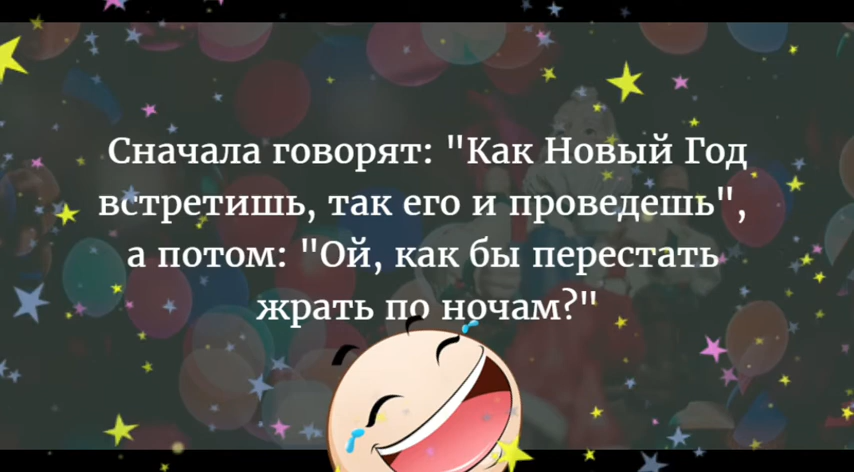 Сначала говорят: "Как Новый Год
встретишь, так его и проведешь",
а потом: "Ой, как бы перестать
жрать по ночам?"